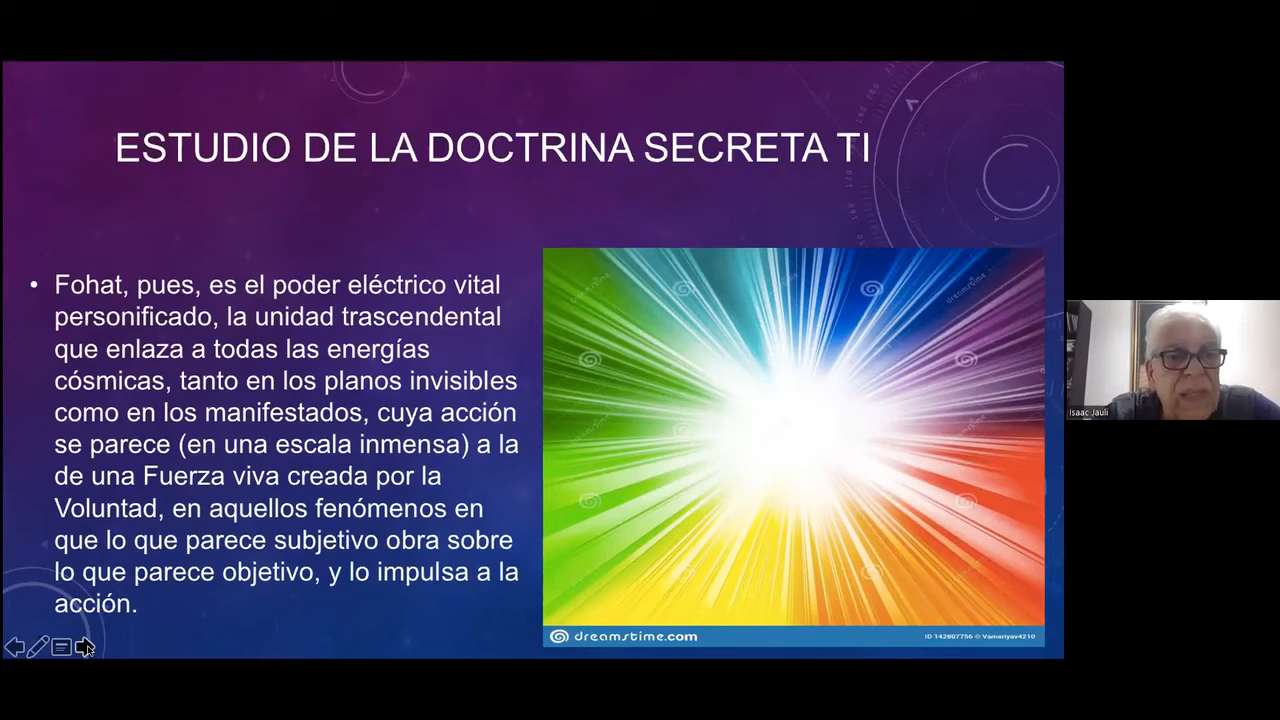 ESTUDIO DE LA DOCTRINA SECRETA TI
• Fohat, pues, es el poder eléctrico vital
personificado, la unidad trascendental
que enlaza a todas las energías
cósmicas, tanto en los planos invisibles
como en los manifestados, cuya acción
se parece (en una escala inmensa) a la
de una Fuerza viva creada por la
Voluntad, en aquellos fenómenos en
que lo que parece subjetivo obra sobre
lo que parece objetivo, y lo impulsa a la
acción.
dreamstime.com
ID 142807756 © Vamariyav4210
Isaac Jauli